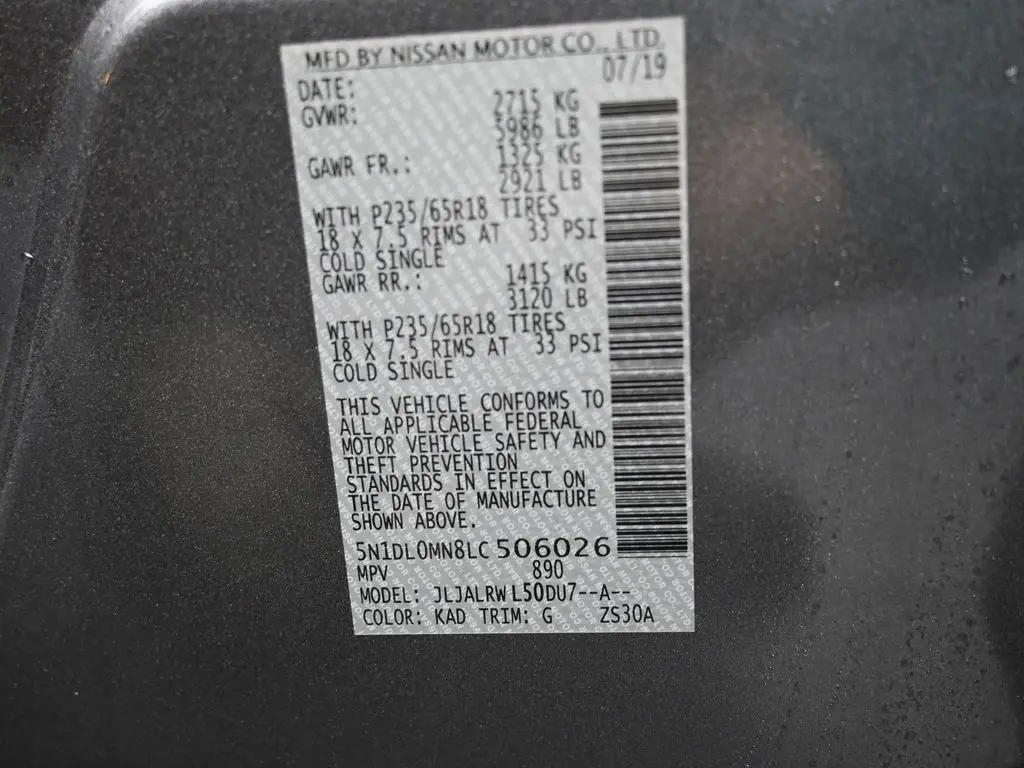 MFD BY NISSAN MOTOR CO., LTD.
DATE: 07/19
GVWR: 2715 KG
5986 LB
GAWR FR.: 1325 KG
2921 LB
WITH P235/65R18 TIRES
18 X 7.5 RIMS AT 33 PSI
COLD SINGLE
GAWR RR.: 1415 KG
3120 LB
WITH P235/65R18 TIRES
18 X 7.5 RIMS AT 33 PSI
COLD SINGLE
THIS VEHICLE CONFORMS TO
ALL APPLICABLE FEDERAL
MOTOR VEHICLE SAFETY AND
THEFT PREVENTION
STANDARDS IN EFFECT ON
THE DATE OF MANUFACTURE
SHOWN ABOVE.
5N1DL0MN8LC 506026
MPV 890
MODEL: JLJALRW L50DU7--A--
COLOR: KAD TRIM: G ZS30A